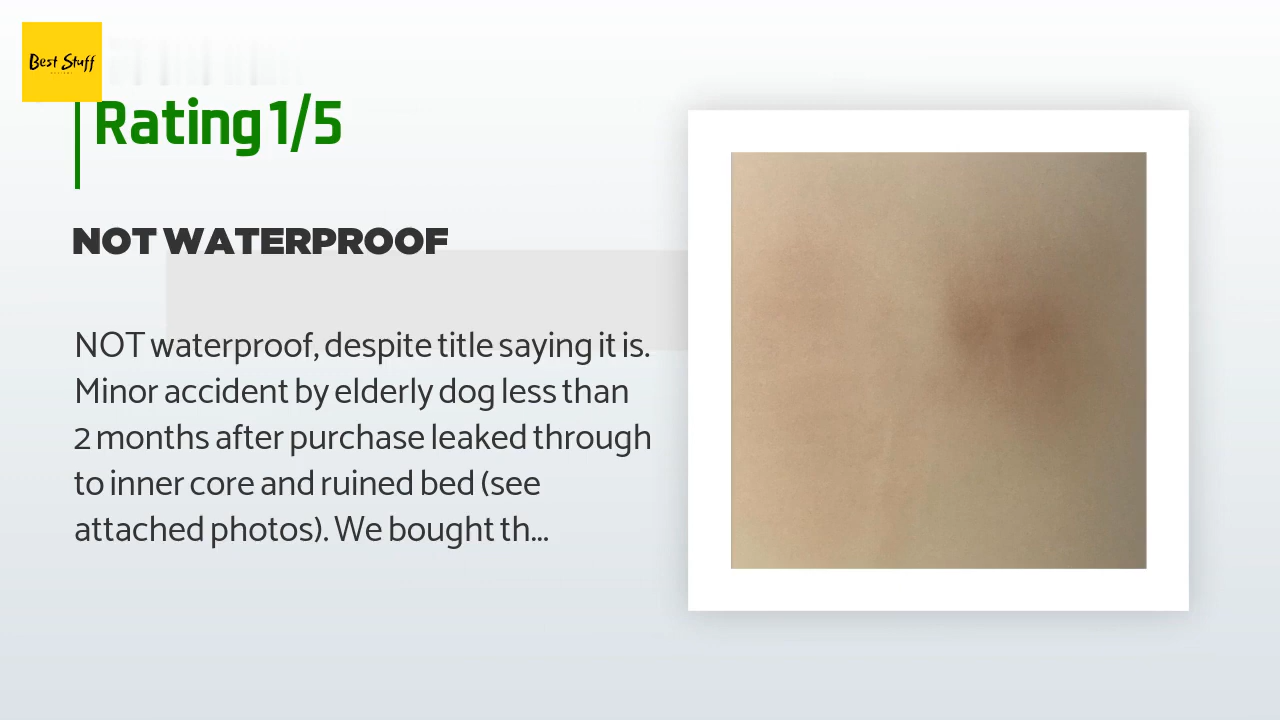 Best Stuff
Rating 1/5
NOT WATERPROOF
NOT waterproof, despite title saying it is.
Minor accident by elderly dog less than
2 months after purchase leaked through
to inner core and ruined bed (see
attached photos). We bought th...